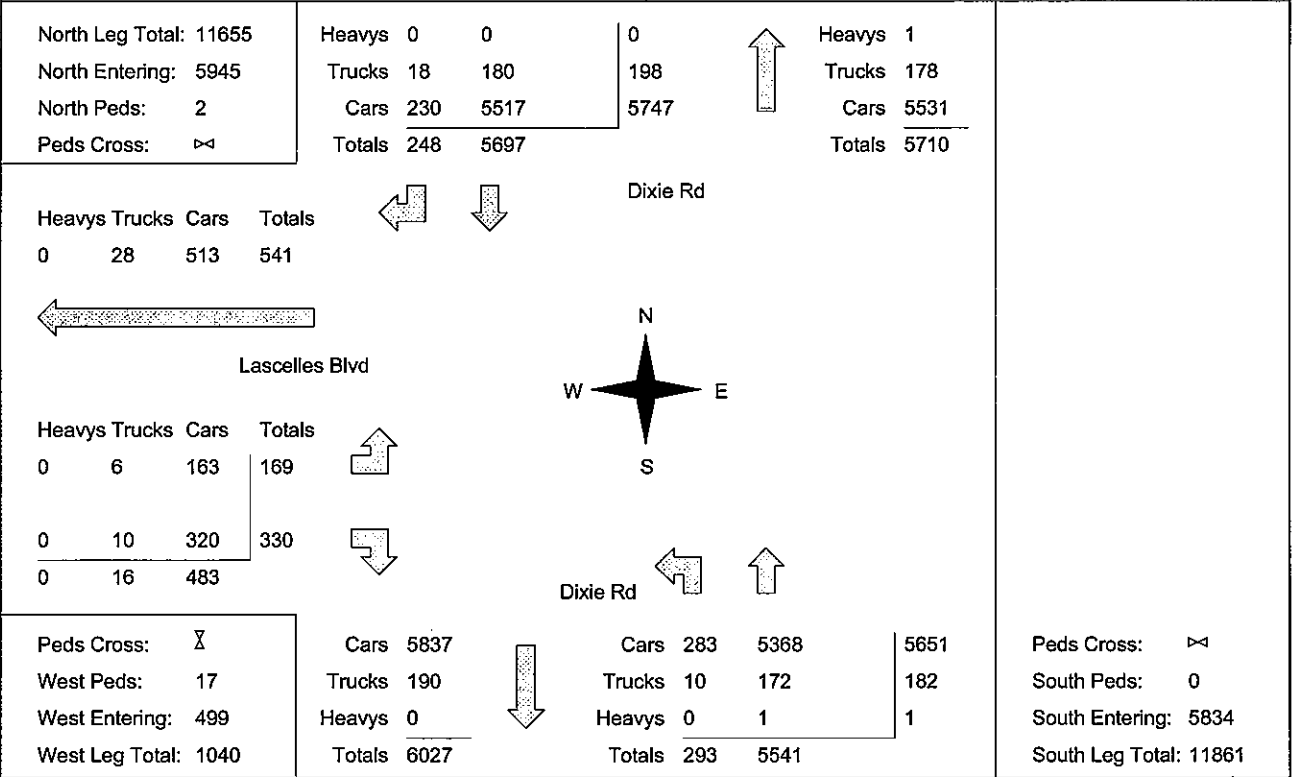 North Leg Total: 11655
North Entering: 5945
North Peds: 2
Peds Cross: ⋈
Heavys 0 0 0
Trucks 18 180 198
Cars 230 5517 5747
Totals 248 5697
Heavys 1
Trucks 178
Cars 5531
Totals 5710
Dixie Rd
Heavys Trucks Cars Totals
0 28 513 541
Lascelles Blvd
N
W E
S
Heavys Trucks Cars Totals
0 6 163 169
0 10 320 330
0 16 483
Dixie Rd
Peds Cross: ⧖
West Peds: 17
West Entering: 499
West Leg Total: 1040
Cars 5837
Trucks 190
Heavys 0
Totals 6027
Cars 283 5368 5651
Trucks 10 172 182
Heavys 0 1 1
Totals 293 5541
Peds Cross: ⋈
South Peds: 0
South Entering: 5834
South Leg Total: 11861